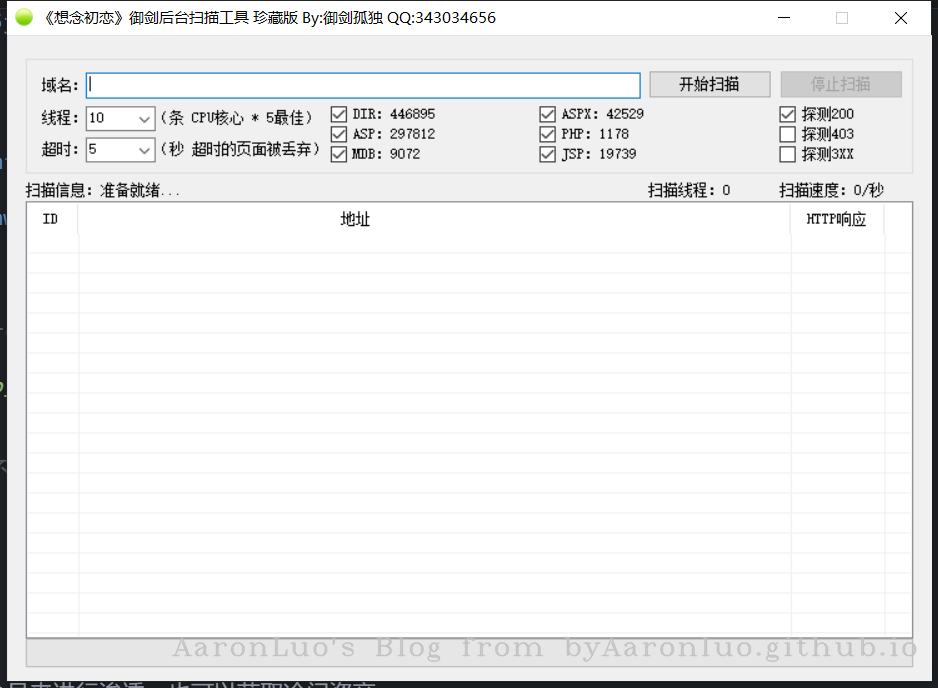 《想念初恋》御剑后台扫描工具 珍藏版 By:御剑孤独 QQ:343034656
域名: 开始扫描 停止扫描
线程: 10 (条 CPU核心 * 5最佳) DIR: 446895 ASPX: 42529 探测200
ASP: 297812 PHP: 1178 探测403
超时: 5 (秒 超时的页面被丢弃) MDB: 9072 JSP: 19739 探测3XX
扫描信息: 准备就绪... 扫描线程: 0 扫描速度: 0/秒
ID 地址 HTTP响应
AaronLuo's Blog from byAaronluo.github.io